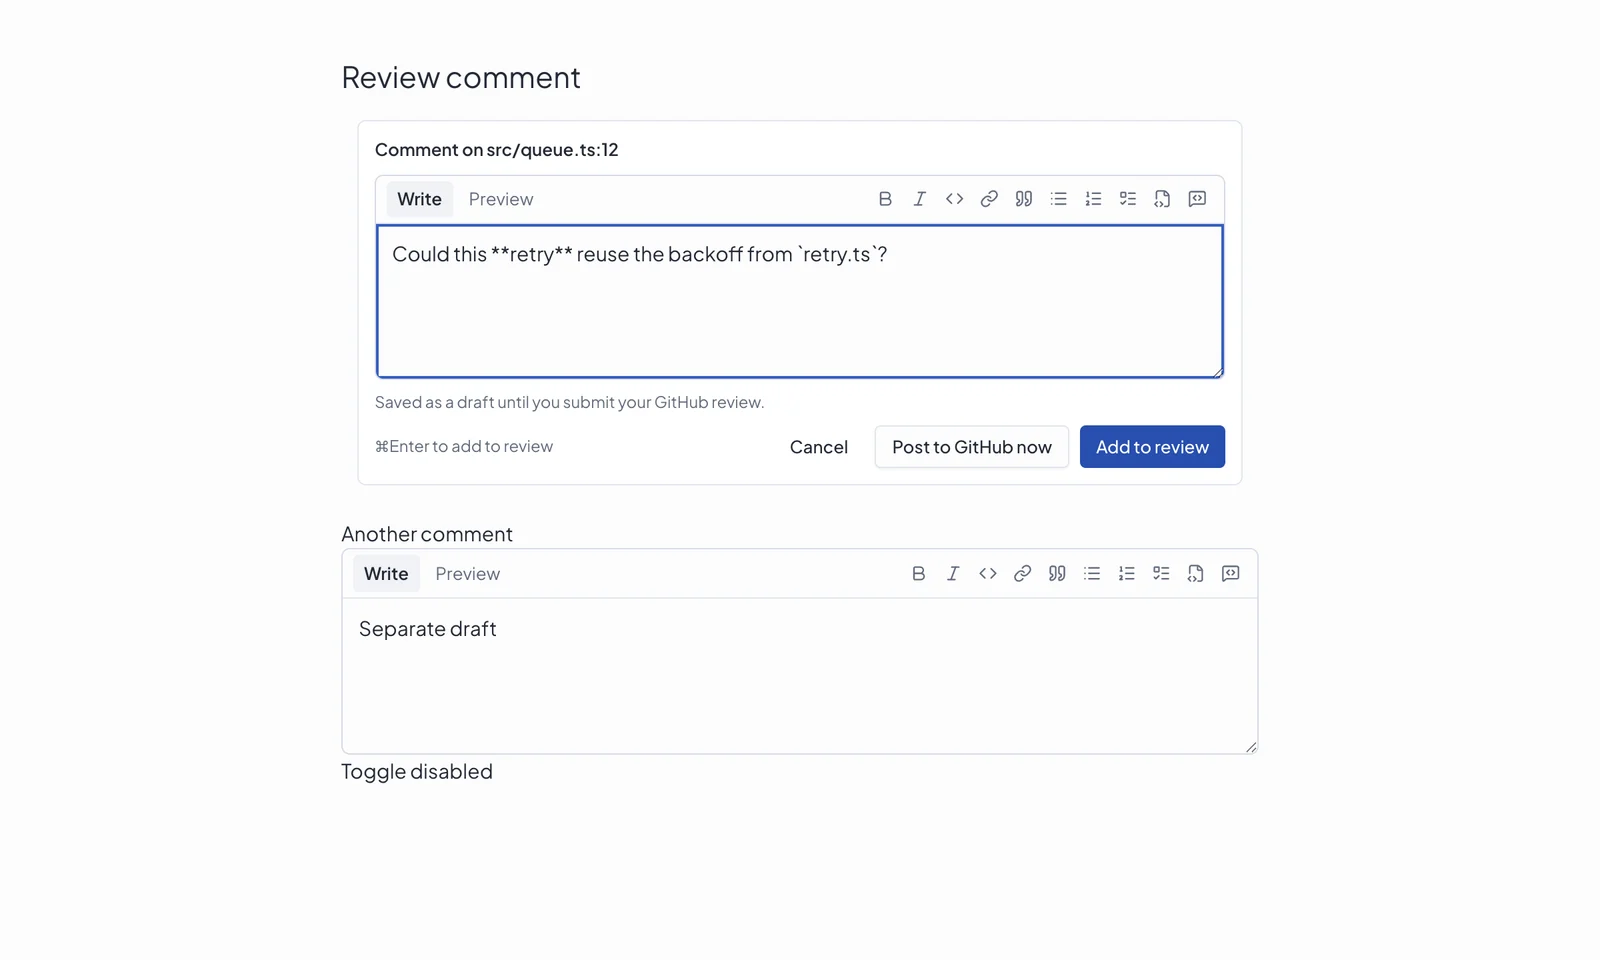 Review comment
Comment on src/queue.ts:12
Write Preview
Could this **retry** reuse the backoff from `retry.ts`?
Saved as a draft until you submit your GitHub review.
⌘Enter to add to review Cancel Post to GitHub now Add to review
Another comment
Write Preview
Separate draft
Toggle disabled